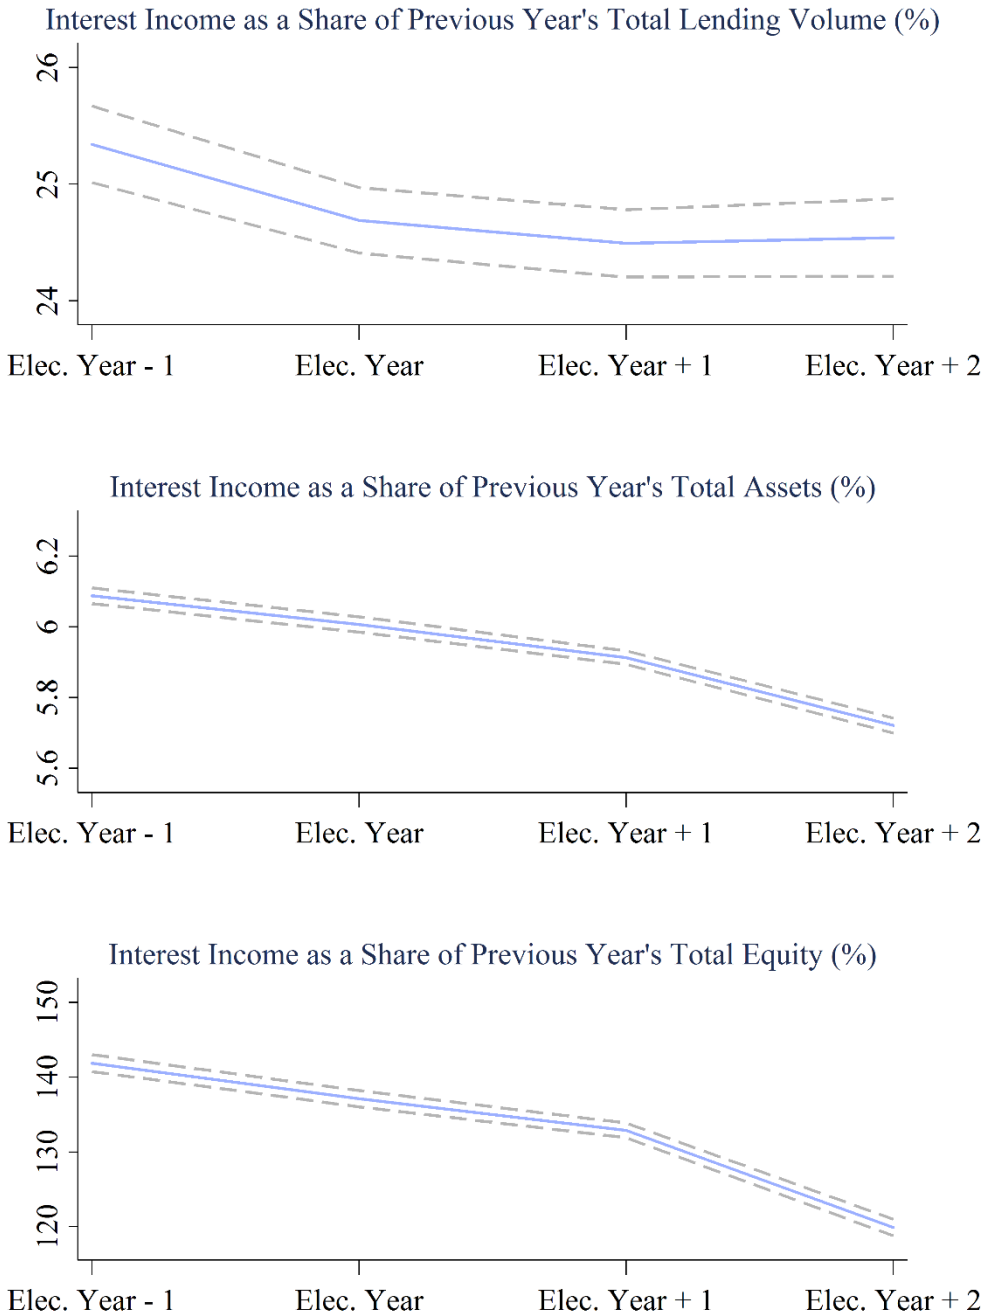 Interest Income as a Share of Previous Year's Total Lending Volume (%)
26
25
24
Elec. Year - 1 Elec. Year Elec. Year + 1 Elec. Year + 2
Interest Income as a Share of Previous Year's Total Assets (%)
6.2
6
5.8
5.6
Elec. Year - 1 Elec. Year Elec. Year + 1 Elec. Year + 2
Interest Income as a Share of Previous Year's Total Equity (%)
150
140
130
120
Elec. Year - 1 Elec. Year Elec. Year + 1 Elec. Year + 2